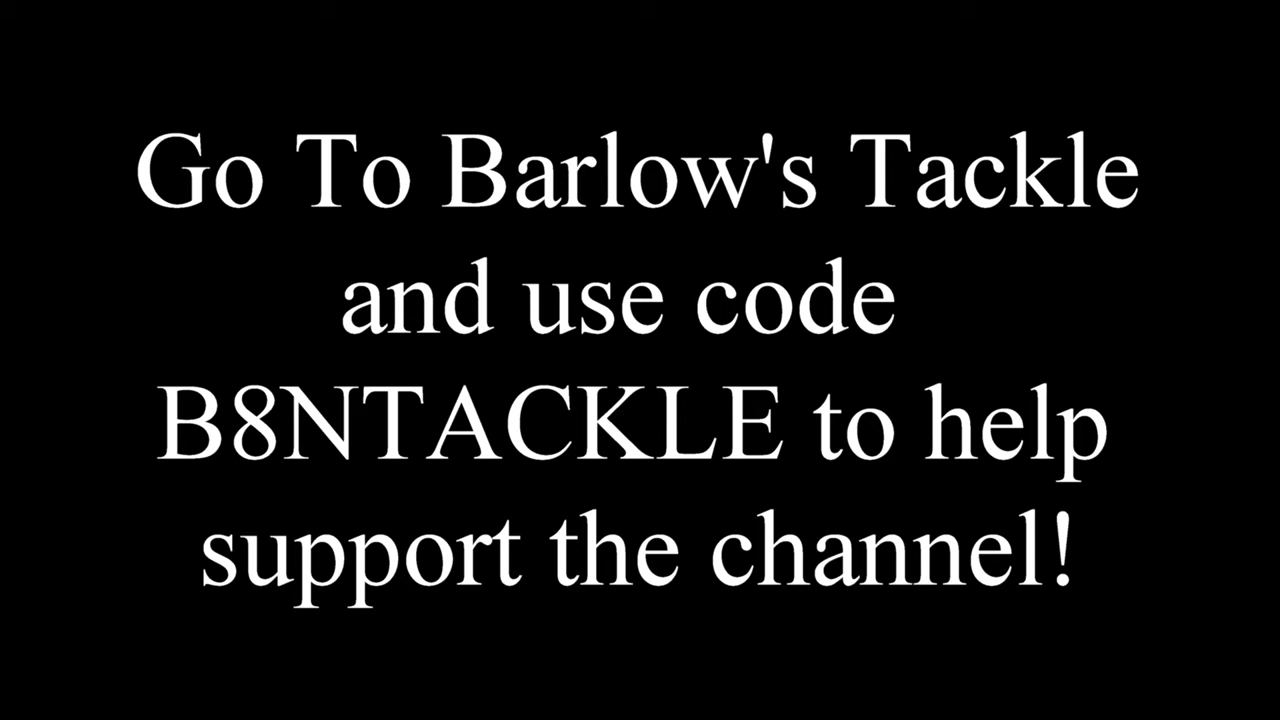 Go To Barlow's Tackle
and use code
B8NTACKLE to help
support the channel!